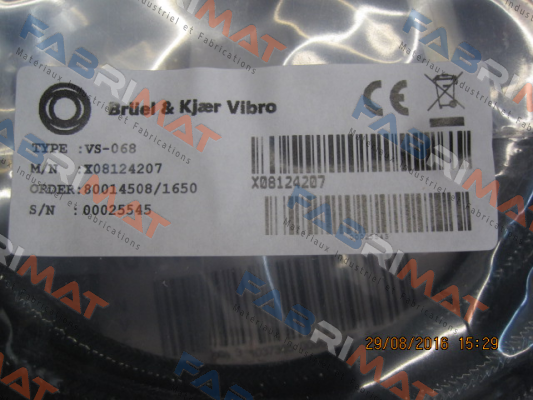 Brüel & Kjær Vibro
TYPE :VS-068
M/N :X08124207
ORDER:80014508/1650
S/N : 00025545
X08124207
29/08/2016 15:29
FABRIMAT
Materiaux industriel et Fabrications